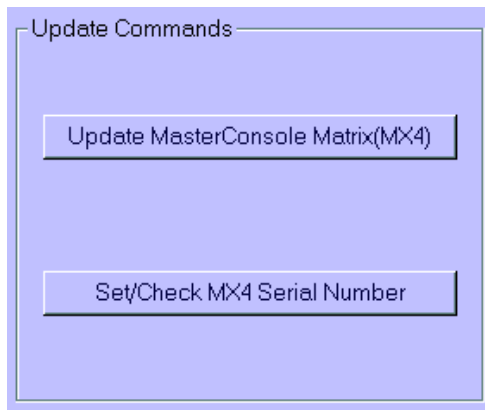 Update Commands
Update MasterConsole Matrix(MX4)
Set/Check MX4 Serial Number